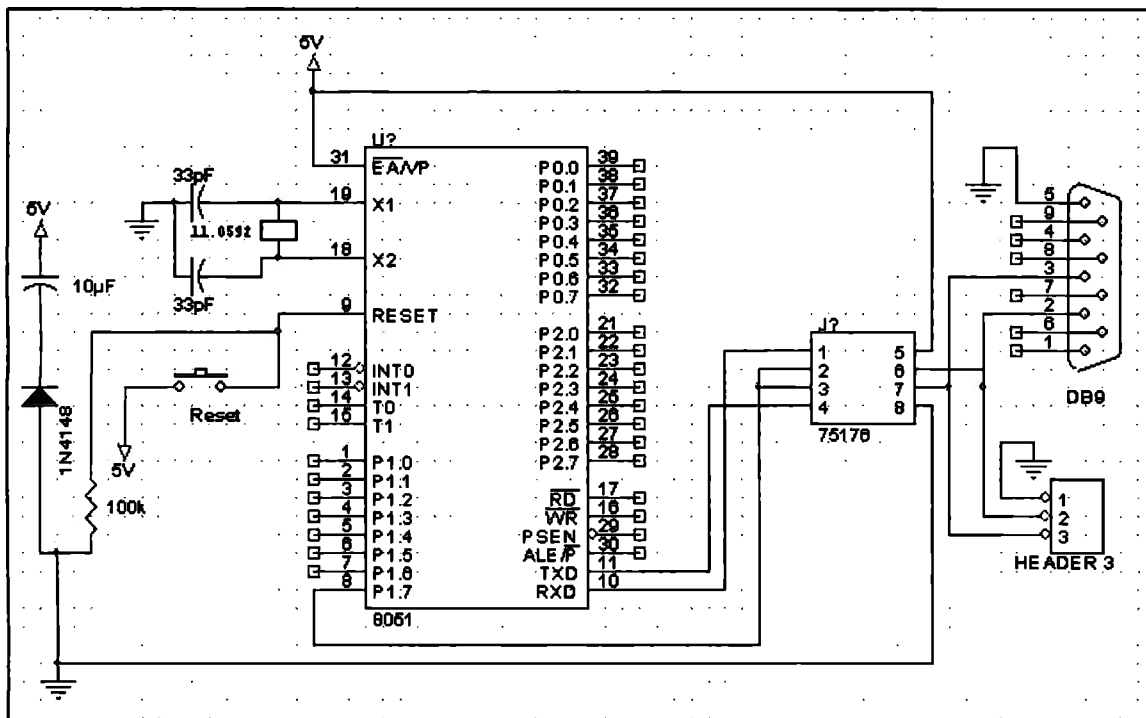 5V
U?
31 EA/VP
33pF
19 X1
11.0592
18 X2
33pF
5V
10µF
9 RESET
12 INT0
13 INT1
14 T0
15 T1
Reset
1N4148
5V
100k
1 P1.0
2 P1.1
3 P1.2
4 P1.3
5 P1.4
6 P1.5
7 P1.6
8 P1.7
P0.0 39
P0.1 38
P0.2 37
P0.3 36
P0.4 35
P0.5 34
P0.6 33
P0.7 32
P2.0 21
P2.1 22
P2.2 23
P2.3 24
P2.4 25
P2.5 26
P2.6 27
P2.7 28
RD 17
WR 16
PSEN 29
ALE/P 30
TXD 11
RXD 10
8051
J?
1 5
2 6
3 7
4 8
75176
5
9
4
8
3
7
2
6
1
DB9
1
2
3
HEADER 3